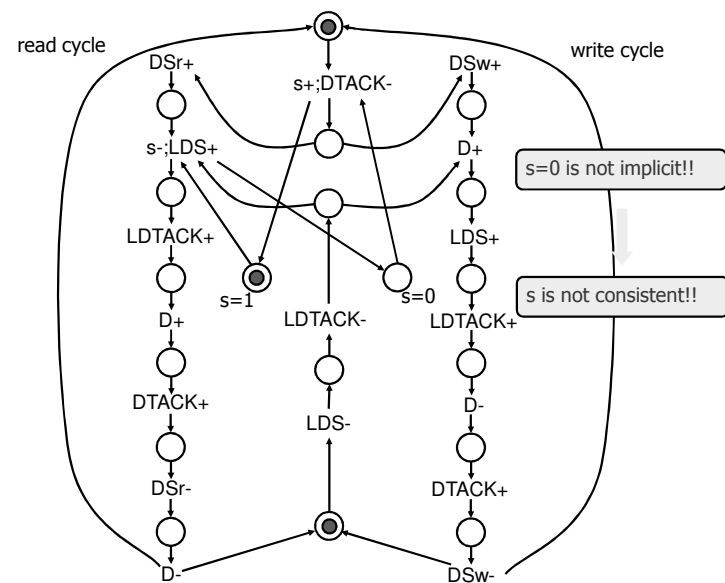 read cycle
write cycle
DSr+
s+;DTACK-
DSw+
s-;LDS+
D+
s=0 is not implicit!!
LDTACK+
LDS+
s=1
s=0
s is not consistent!!
D+
LDTACK-
LDTACK+
DTACK+
LDS-
D-
DSr-
DTACK+
D-
DSw-